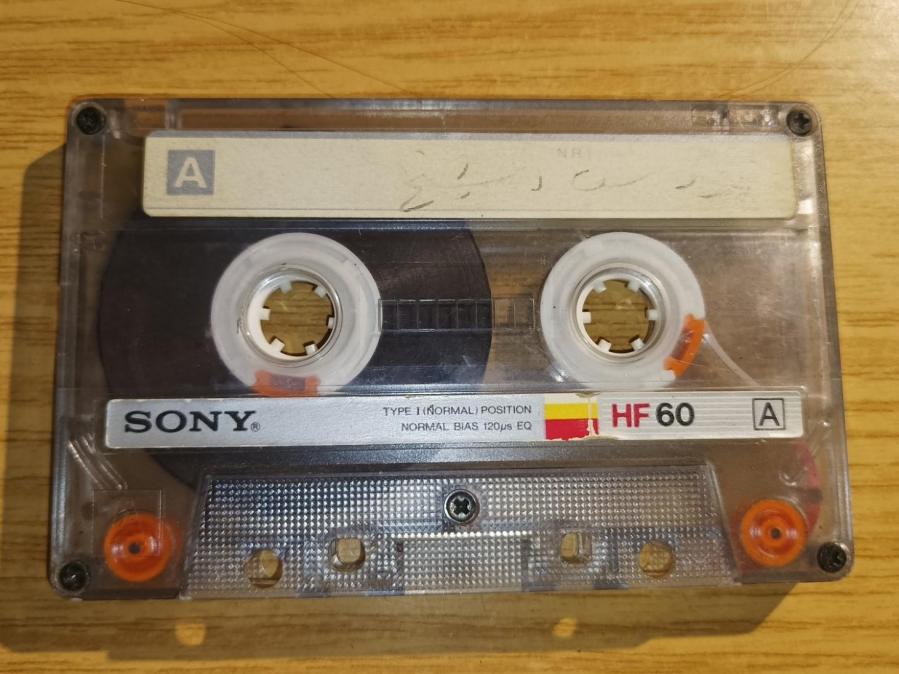 A
NR
SONY®
TYPE I (NORMAL) POSITION
NORMAL BIAS 120µs EQ
HF 60
A